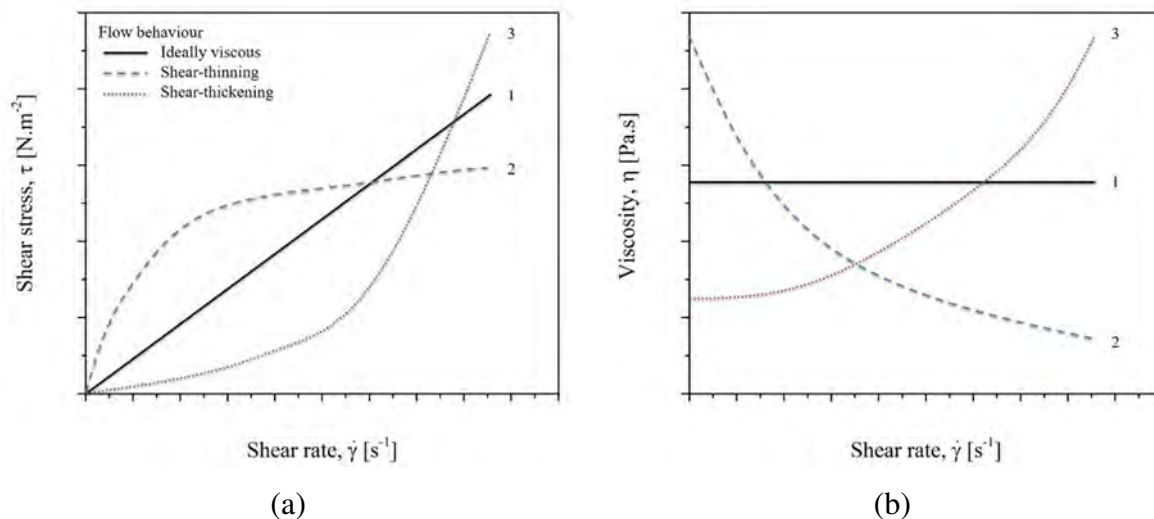 Flow behaviour
Ideally viscous
Shear-thinning
Shear-thickening
3
1
2
Shear stress, τ [N.m-2]
Shear rate, γ̇ [s-1]
(a)
3
1
2
Viscosity, η [Pa.s]
Shear rate, γ̇ [s-1]
(b)